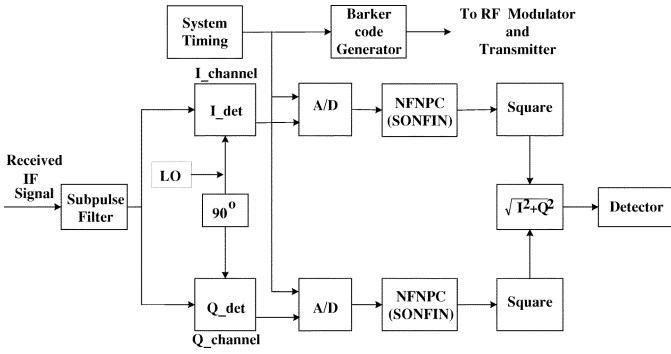 System
Timing
Barker
code
Generator
To RF Modulator
and
Transmitter
I_channel
I_det
A/D
NFNPC
(SONFIN)
Square
Received
IF
Signal
Subpulse
Filter
LO
90°
√I²+Q²
Detector
Q_det
Q_channel
A/D
NFNPC
(SONFIN)
Square